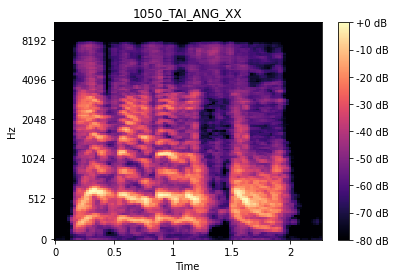 1050_TAI_ANG_XX
8192
4096
2048
1024
512
0
Hz
0 0.5 1 1.5 2
Time
+0 dB
-10 dB
-20 dB
-30 dB
-40 dB
-50 dB
-60 dB
-70 dB
-80 dB